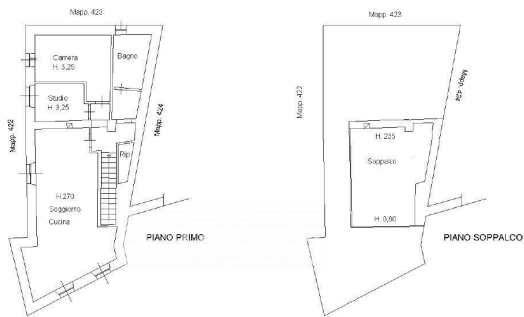 Mapp. 423
Camera
H. 3,25
Bagno
Studio
H. 3,25
Mapp. 422
Mapp. 424
Rip
H.270
Soggiorno
Cucina
PIANO PRIMO
Mapp. 423
Mapp. 422
Mapp. 424
H. 255
Soppalco
H. 0,80
PIANO SOPPALCO